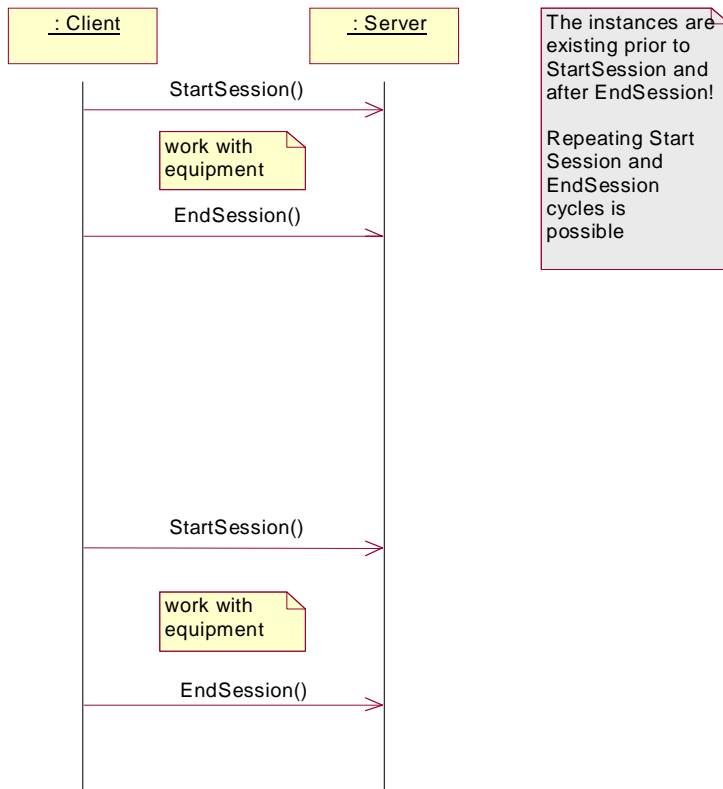 : Client
: Server
StartSession()
work with
equipment
EndSession()
StartSession()
work with
equipment
EndSession()
The instances are
existing prior to
StartSession and
after EndSession!
Repeating Start
Session and
EndSession
cycles is
possible